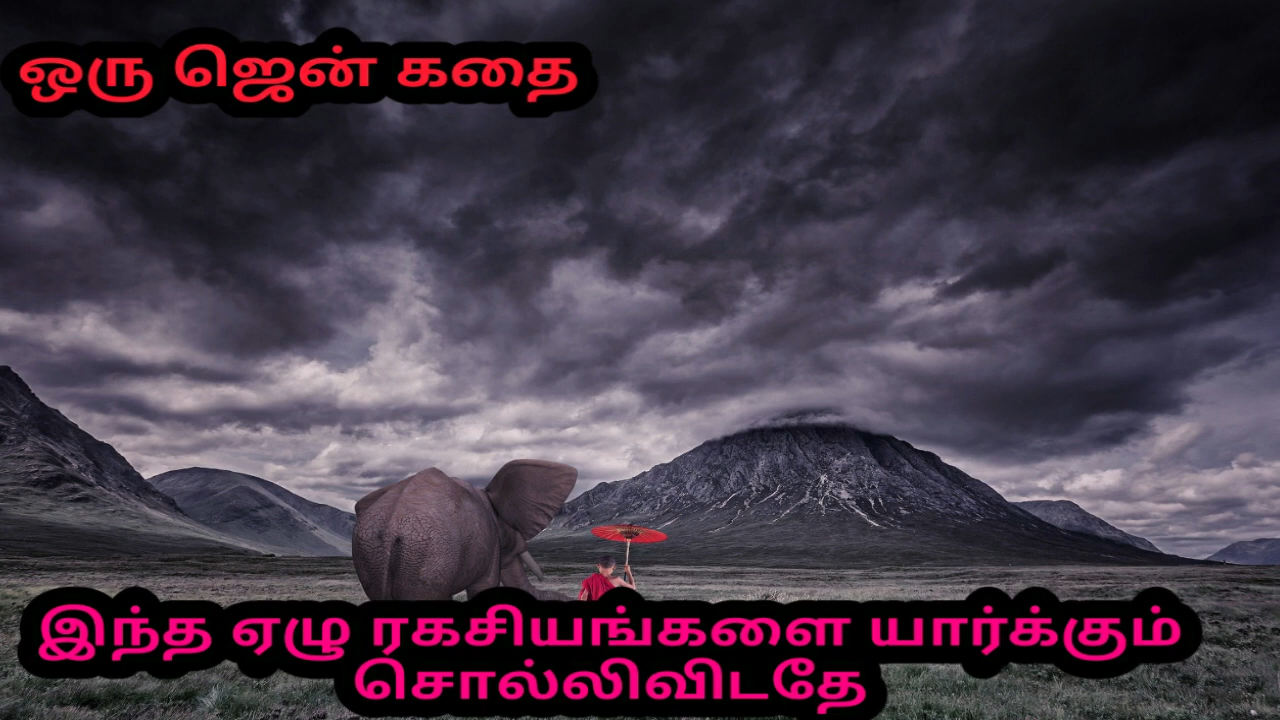 ஒரு ஜென் கதை
இந்த ஏழு ரகசியங்களை யார்க்கும்
சொல்லிவிடதே